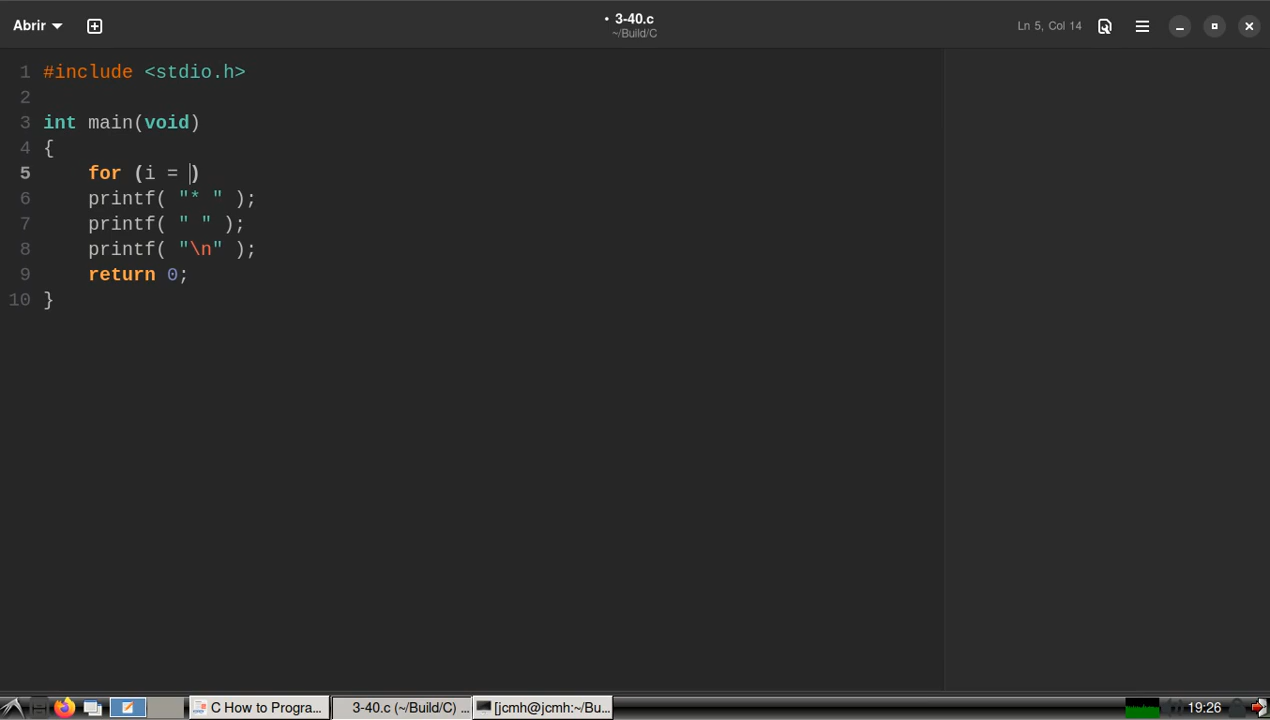 Abrir
• 3-40.c
~/Build/C
Ln 5, Col 14
1 #include <stdio.h>
2
3 int main(void)
4 {
5     for (i = )
6     printf( "* " );
7     printf( " " );
8     printf( "\n" );
9     return 0;
10 }
C How to Progra...
3-40.c (~/Build/C) ...
[jcmh@jcmh:~/Bu...
19:26